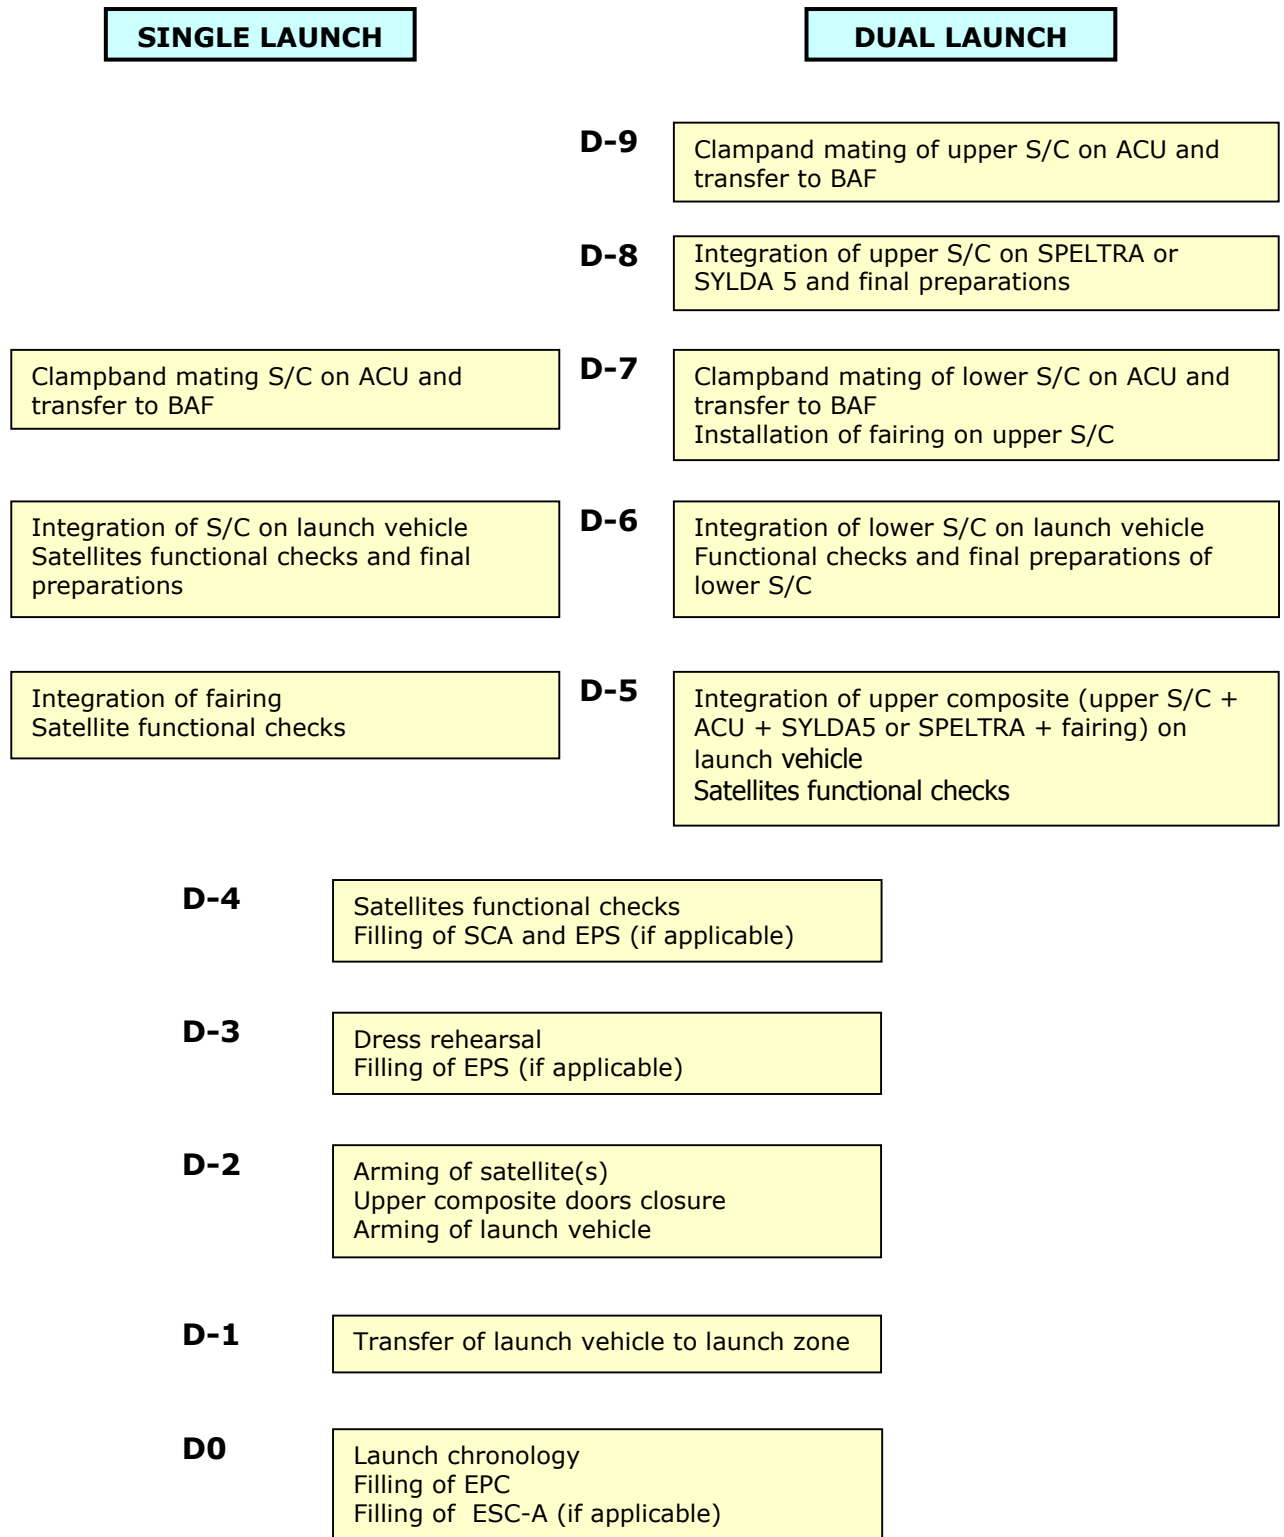 SINGLE LAUNCH
DUAL LAUNCH
D-9
Clampand mating of upper S/C on ACU and
transfer to BAF
D-8
Integration of upper S/C on SPELTRA or
SYLDA 5 and final preparations
Clampband mating S/C on ACU and
transfer to BAF
D-7
Clampband mating of lower S/C on ACU and
transfer to BAF
Installation of fairing on upper S/C
Integration of S/C on launch vehicle
Satellites functional checks and final
preparations
D-6
Integration of lower S/C on launch vehicle
Functional checks and final preparations of
lower S/C
Integration of fairing
Satellite functional checks
D-5
Integration of upper composite (upper S/C +
ACU + SYLDA5 or SPELTRA + fairing) on
launch vehicle
Satellites functional checks
D-4
Satellites functional checks
Filling of SCA and EPS (if applicable)
D-3
Dress rehearsal
Filling of EPS (if applicable)
D-2
Arming of satellite(s)
Upper composite doors closure
Arming of launch vehicle
D-1
Transfer of launch vehicle to launch zone
D0
Launch chronology
Filling of EPC
Filling of ESC-A (if applicable)